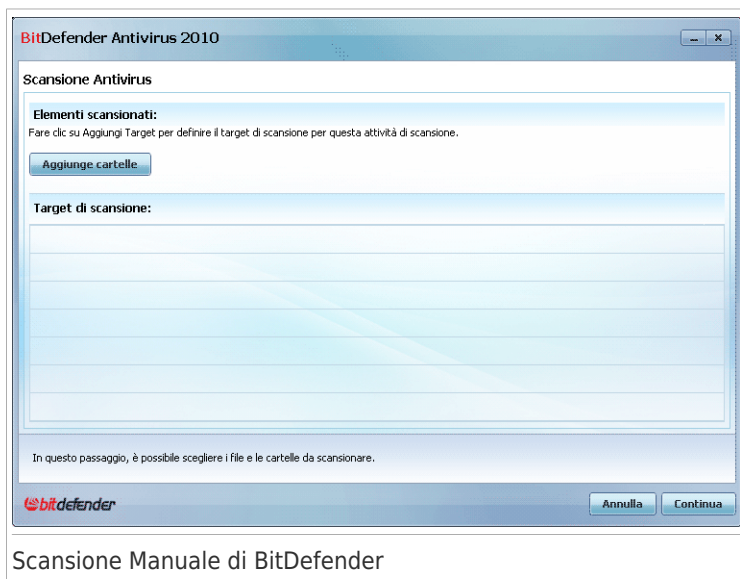 BitDefender Antivirus 2010
Scansione Antivirus
Elementi scansionati:
Fare clic su Aggiungi Target per definire il target di scansione per questa attività di scansione.
Aggiunge cartelle
Target di scansione:
In questo passaggio, è possibile scegliere i file e le cartelle da scansionare.
bitdefender
Annulla
Continua
Scansione Manuale di BitDefender